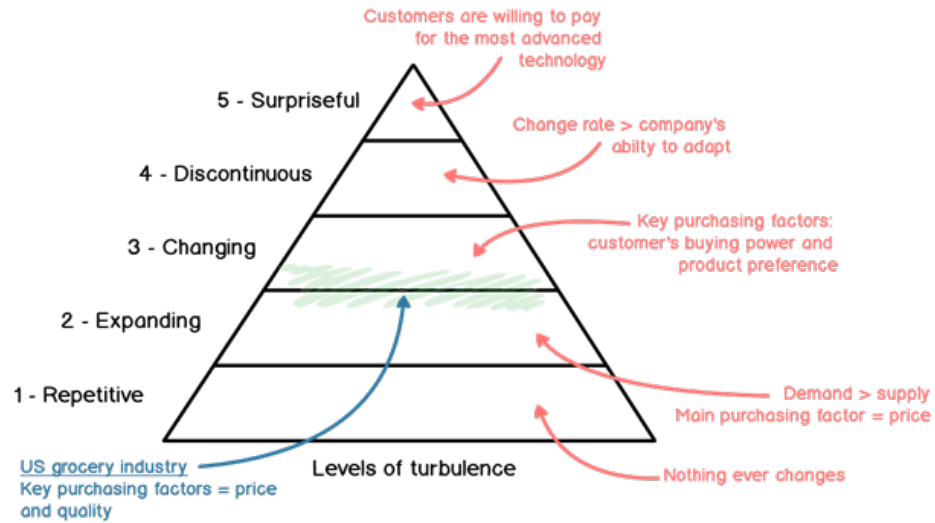 Customers are willing to pay
for the most advanced
technology
5 - Surpriseful
Change rate > company's
abilty to adapt
4 - Discontinuous
Key purchasing factors:
customer's buying power and
product preference
3 - Changing
2 - Expanding
Demand > supply
Main purchasing factor = price
1 - Repetitive
Nothing ever changes
US grocery industry
Key purchasing factors = price
and quality
Levels of turbulence